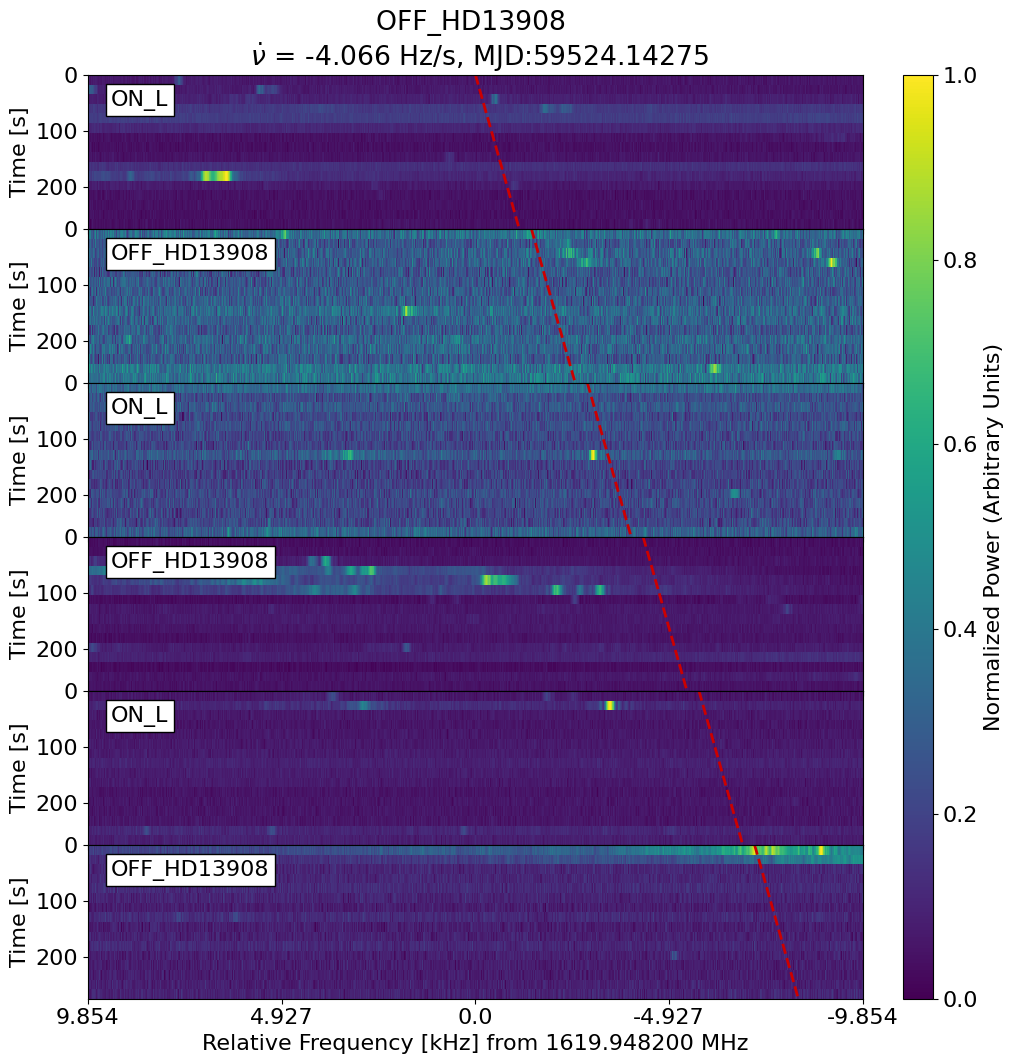 OFF_HD13908
ν̇ = -4.066 Hz/s, MJD:59524.14275
ON_L
OFF_HD13908
ON_L
OFF_HD13908
ON_L
OFF_HD13908
Time [s]
0
100
200
Time [s]
0
100
200
Time [s]
0
100
200
Time [s]
0
100
200
Time [s]
0
100
200
Time [s]
0
100
200
9.854
4.927
0.0
-4.927
-9.854
Relative Frequency [kHz] from 1619.948200 MHz
1.0
0.8
0.6
0.4
0.2
0.0
Normalized Power (Arbitrary Units)